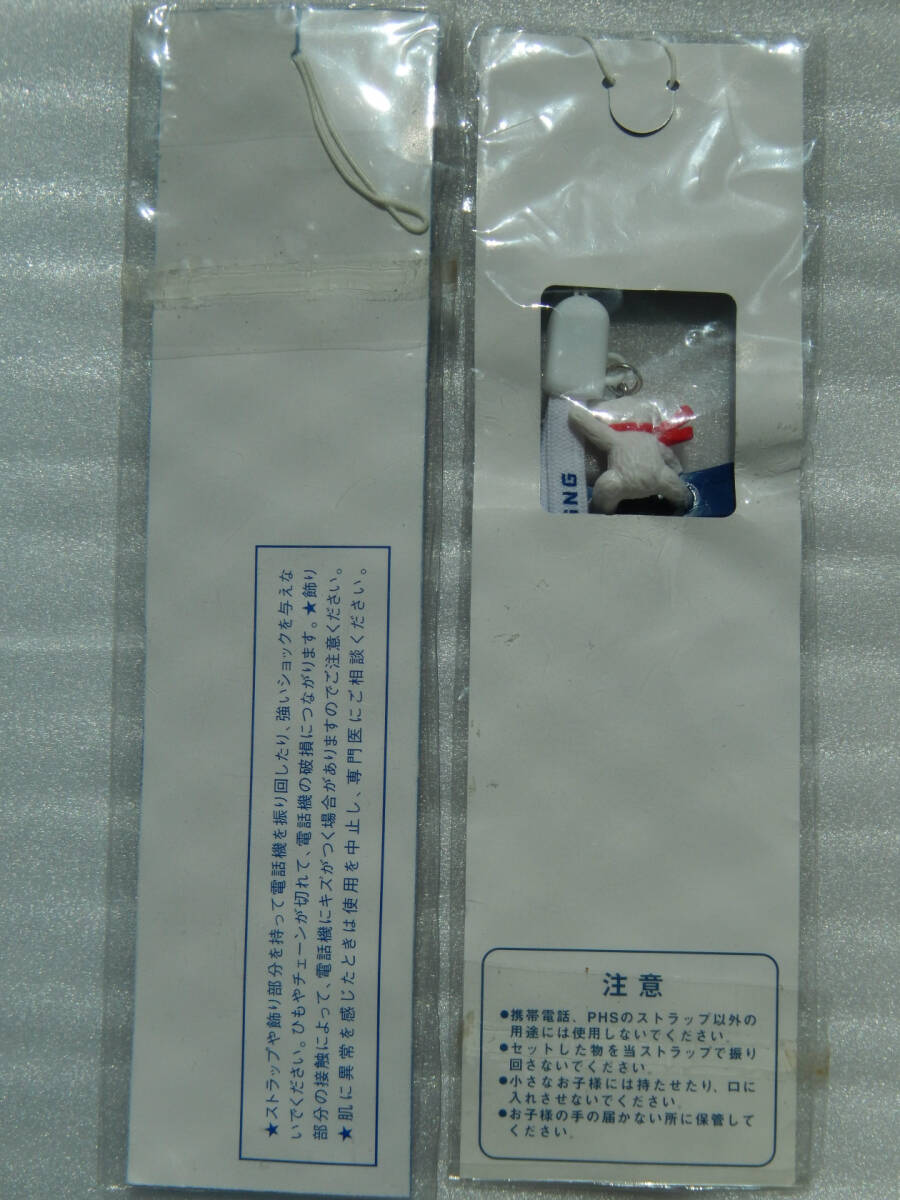 ★ストラップや飾り部分を持って電話機を振り回したり、強いショックを与えな
いでください。ひもやチェーンが切れて、電話機の破損につながります。★飾り
部分の接触によって、電話機にキズがつく場合がありますのでご注意ください。
★肌に異常を感じたときは使用を中止し、専門医にご相談ください。
注意
●携帯電話、PHSのストラップ以外の
用途には使用しないでください。
●セットした物を当ストラップで振り
回さないでください。
●小さなお子様には持たせたり、口に
入れさせないでください。
●お子様の手の届かない所に保管して
ください。